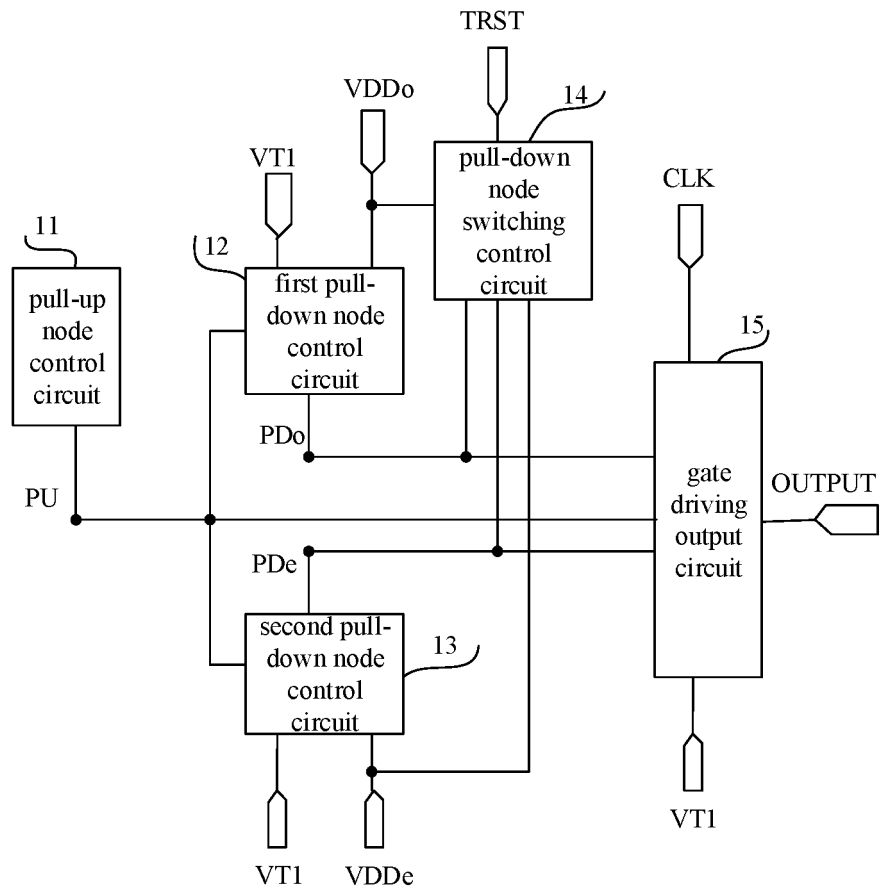 TRST
VDDo
14
VT1
pull-down
node
switching
control
circuit
CLK
11
12
pull-up
node
control
circuit
first pull-
down node
control
circuit
15
PDo
PU
gate
driving
output
circuit
OUTPUT
PDe
second pull-
down node
control
circuit
13
VT1
VDDe
VT1